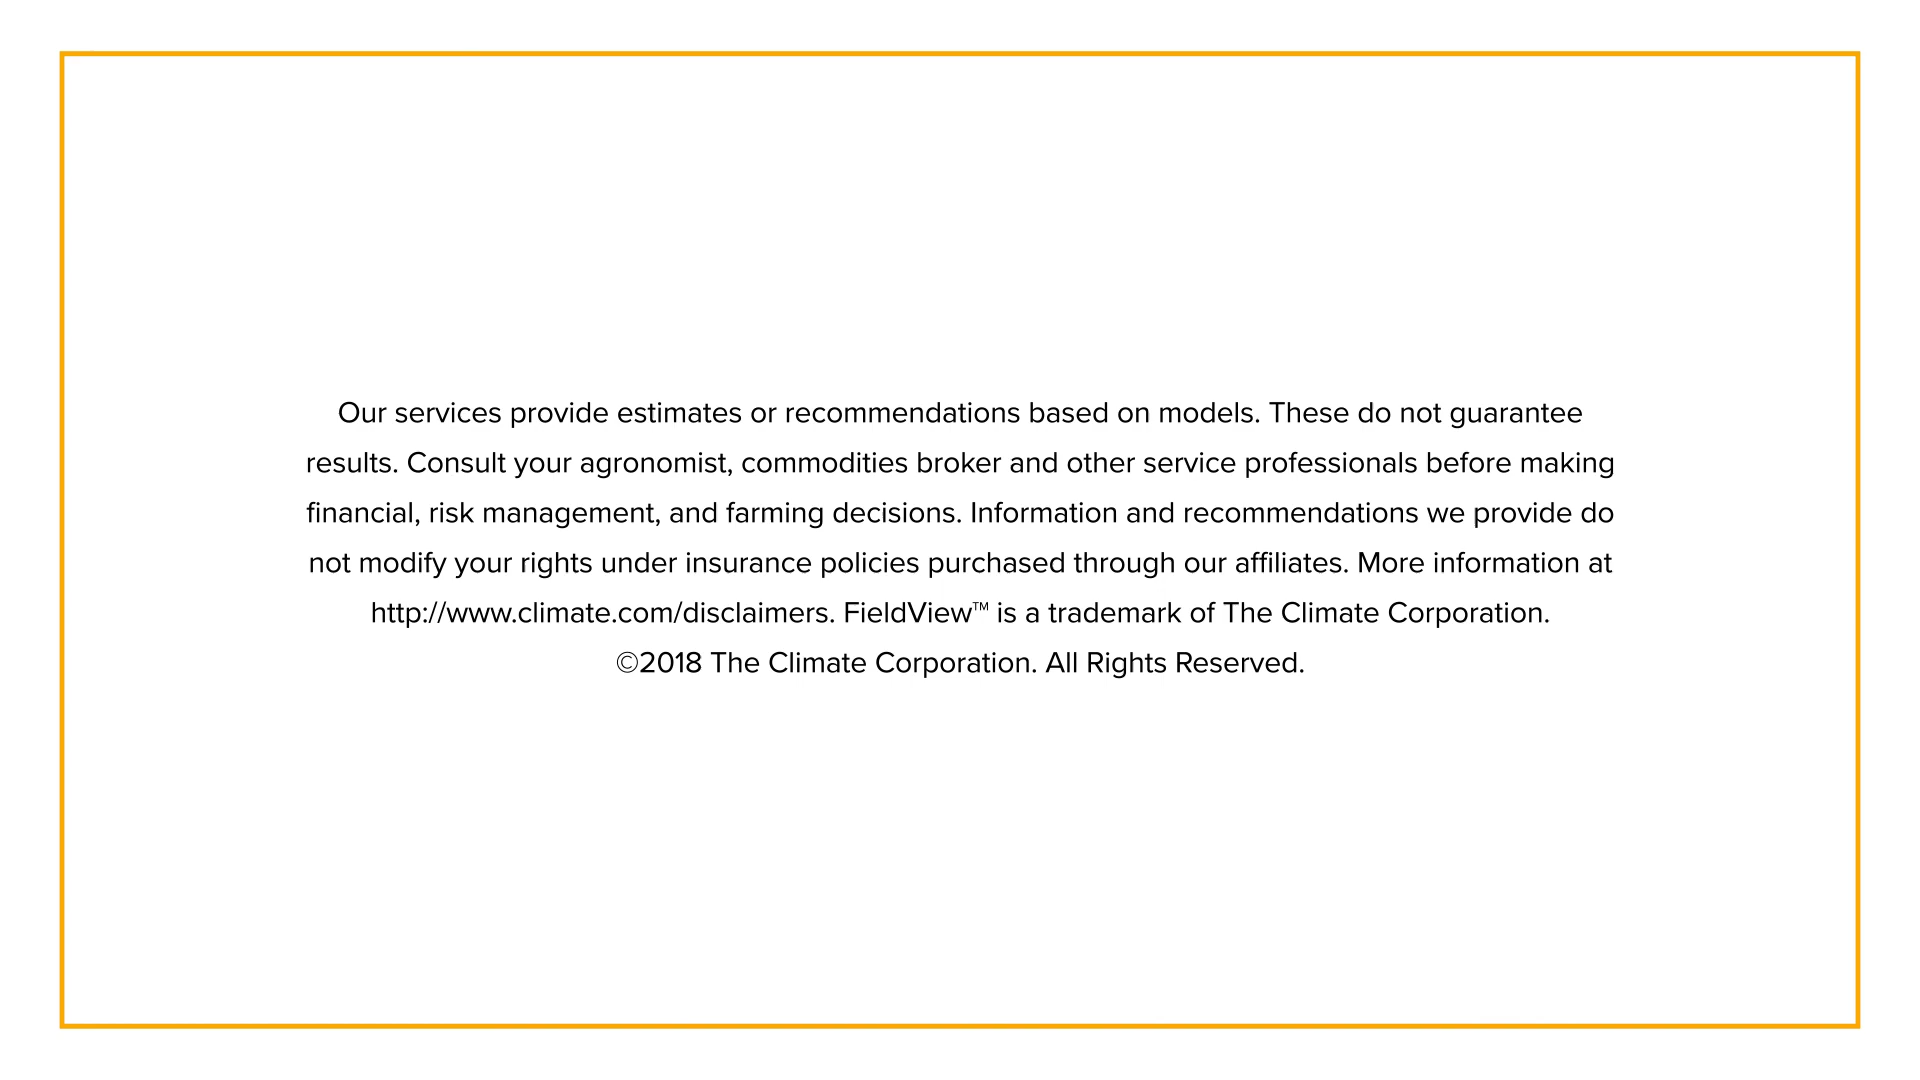 Our services provide estimates or recommendations based on models. These do not guarantee
results. Consult your agronomist, commodities broker and other service professionals before making
financial, risk management, and farming decisions. Information and recommendations we provide do
not modify your rights under insurance policies purchased through our affiliates. More information at
http://www.climate.com/disclaimers. FieldView™ is a trademark of The Climate Corporation.
©2018 The Climate Corporation. All Rights Reserved.